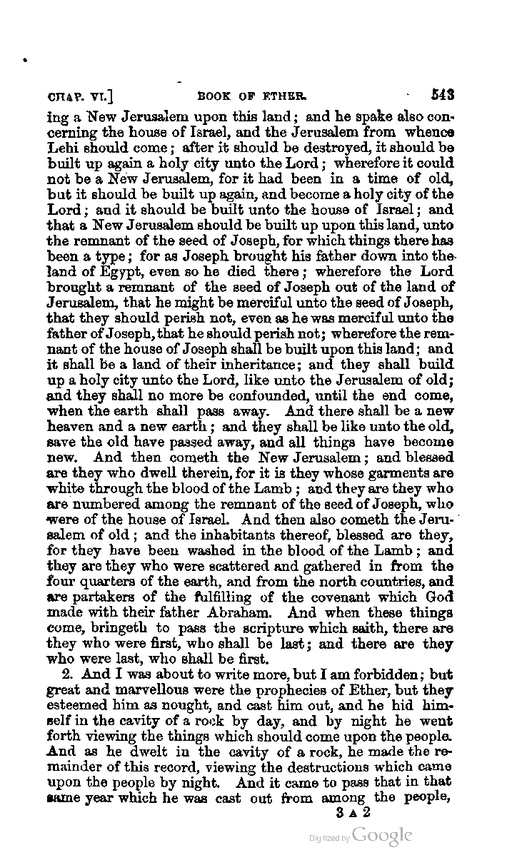 CHAP. VI.] BOOK OF ETHER. 543
ing a New Jerusalem upon this land; and he spake also con-
cerning the house of Israel, and the Jerusalem from whence
Lehi should come; after it should be destroyed, it should be
built up again a holy city unto the Lord; wherefore it could
not be a New Jerusalem, for it had been in a time of old,
but it should be built up again, and become a holy city of the
Lord; and it should be built unto the house of Israel; and
that a New Jerusalem should be built up upon this land, unto
the remnant of the seed of Joseph, for which things there has
been a type; for as Joseph brought his father down into the
land of Egypt, even so he died there; wherefore the Lord
brought a remnant of the seed of Joseph out of the land of
Jerusalem, that he might be merciful unto the seed of Joseph,
that they should perish not, even as he was merciful unto the
father of Joseph, that he should perish not; wherefore the rem-
nant of the house of Joseph shall be built upon this land; and
it shall be a land of their inheritance; and they shall build
up a holy city unto the Lord, like unto the Jerusalem of old;
and they shall no more be confounded, until the end come,
when the earth shall pass away. And there shall be a new
heaven and a new earth; and they shall be like unto the old,
save the old have passed away, and all things have become
new. And then cometh the New Jerusalem; and blessed
are they who dwell therein, for it is they whose garments are
white through the blood of the Lamb; and they are they who
are numbered among the remnant of the seed of Joseph, who
were of the house of Israel. And then also cometh the Jeru-
salem of old; and the inhabitants thereof, blessed are they,
for they have been washed in the blood of the Lamb; and
they are they who were scattered and gathered in from the
four quarters of the earth, and from the north countries, and
are partakers of the fulfilling of the covenant which God
made with their father Abraham. And when these things
come, bringeth to pass the scripture which saith, there are
they who were first, who shall be last; and there are they
who were last, who shall be first.
2. And I was about to write more, but I am forbidden; but
great and marvellous were the prophecies of Ether, but they
esteemed him as nought, and cast him out, and he hid him-
self in the cavity of a rock by day, and by night he went
forth viewing the things which should come upon the people.
And as he dwelt in the cavity of a rock, he made the re-
mainder of this record, viewing the destructions which came
upon the people by night. And it came to pass that in that
same year which he was cast out from among the people,
3 A 2
Digitized by Google